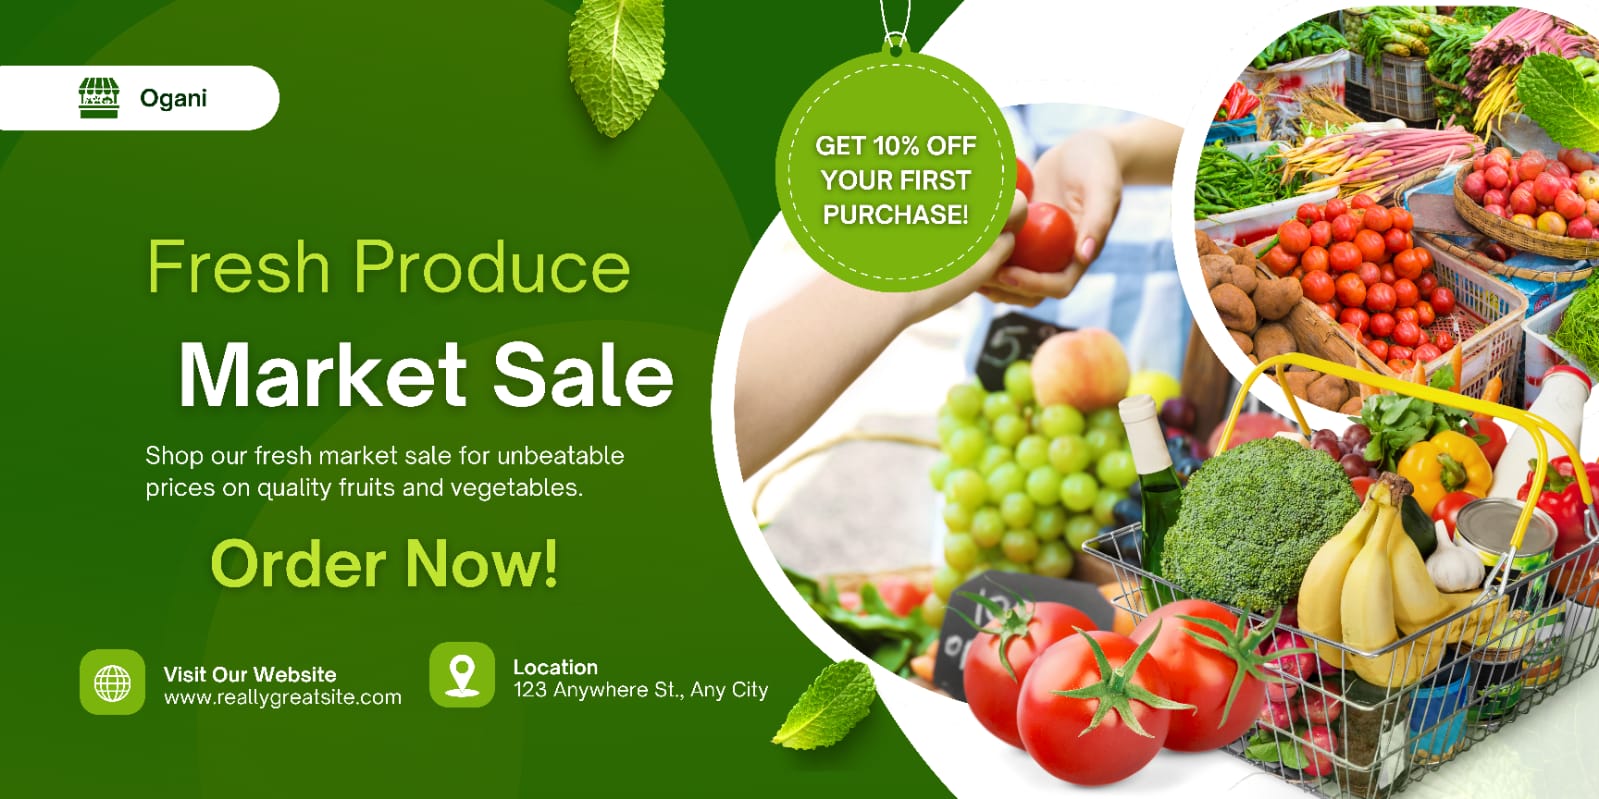 Ogani
GET 10% OFF
YOUR FIRST
PURCHASE!
Fresh Produce
Market Sale
Shop our fresh market sale for unbeatable
prices on quality fruits and vegetables.
Order Now!
Visit Our Website
www.reallygreatsite.com
Location
123 Anywhere St., Any City